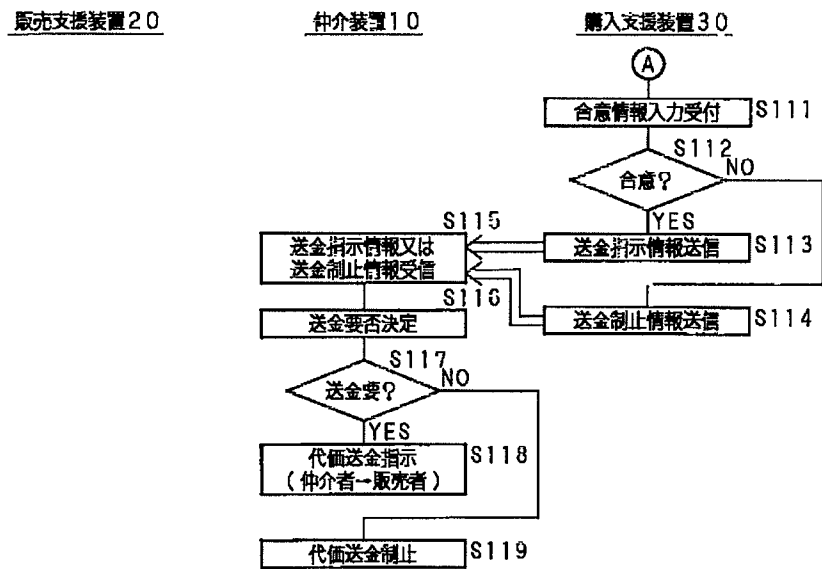 販売支援装置20
仲介装置10
購入支援装置30
A
合意情報入力受付
S111
S112
合意?
NO
YES
S115
送金指示情報又は
送金制止情報受信
送金指示情報送信
S113
S116
送金要否決定
送金制止情報送信
S114
S117
送金要?
NO
YES
代価送金指示
(仲介者→販売者)
S118
代価送金制止
S119